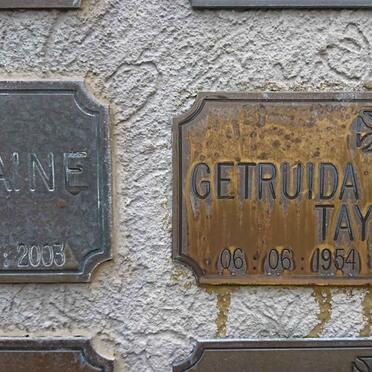 AINE
: 2003
GETRUIDA
TAY
06 : 06 : 1954